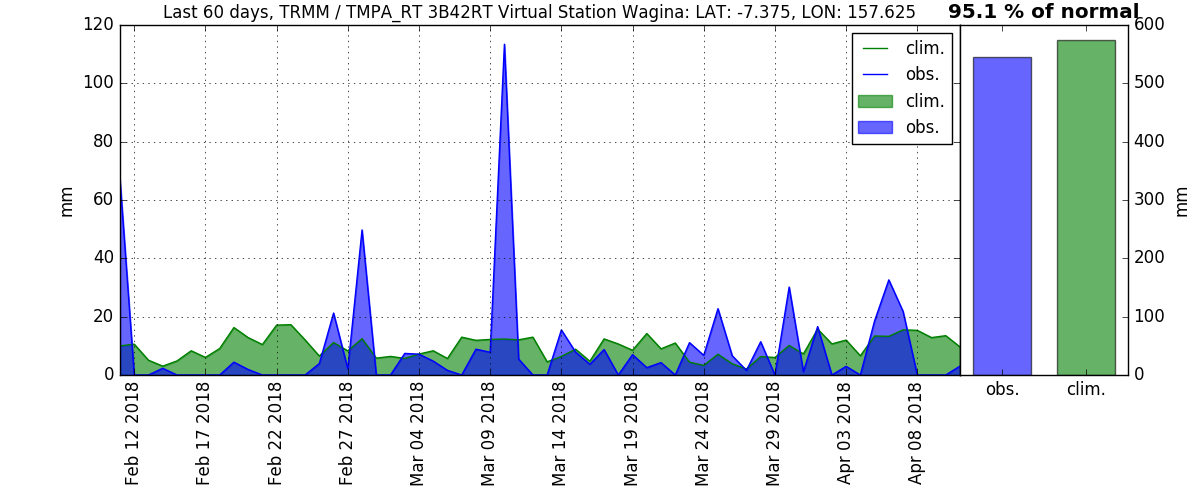 Last 60 days, TRMM / TMPA_RT 3B42RT Virtual Station Wagina: LAT: -7.375, LON: 157.625
95.1 % of normal
120
100
80
60
40
20
0
mm
clim.
obs.
clim.
obs.
Feb 12 2018
Feb 17 2018
Feb 22 2018
Feb 27 2018
Mar 04 2018
Mar 09 2018
Mar 14 2018
Mar 19 2018
Mar 24 2018
Mar 29 2018
Apr 03 2018
Apr 08 2018
600
500
400
300
200
100
0
mm
obs.
clim.